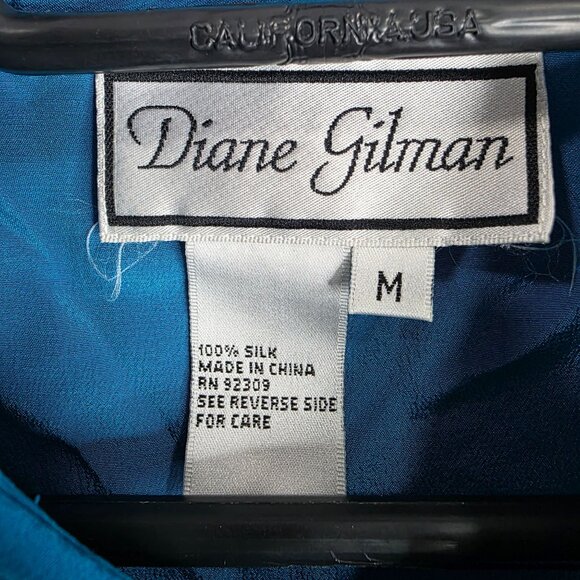 CALIFORNIA.USA
Diane Gilman
M
100% SILK
MADE IN CHINA
RN 92309
SEE REVERSE SIDE
FOR CARE